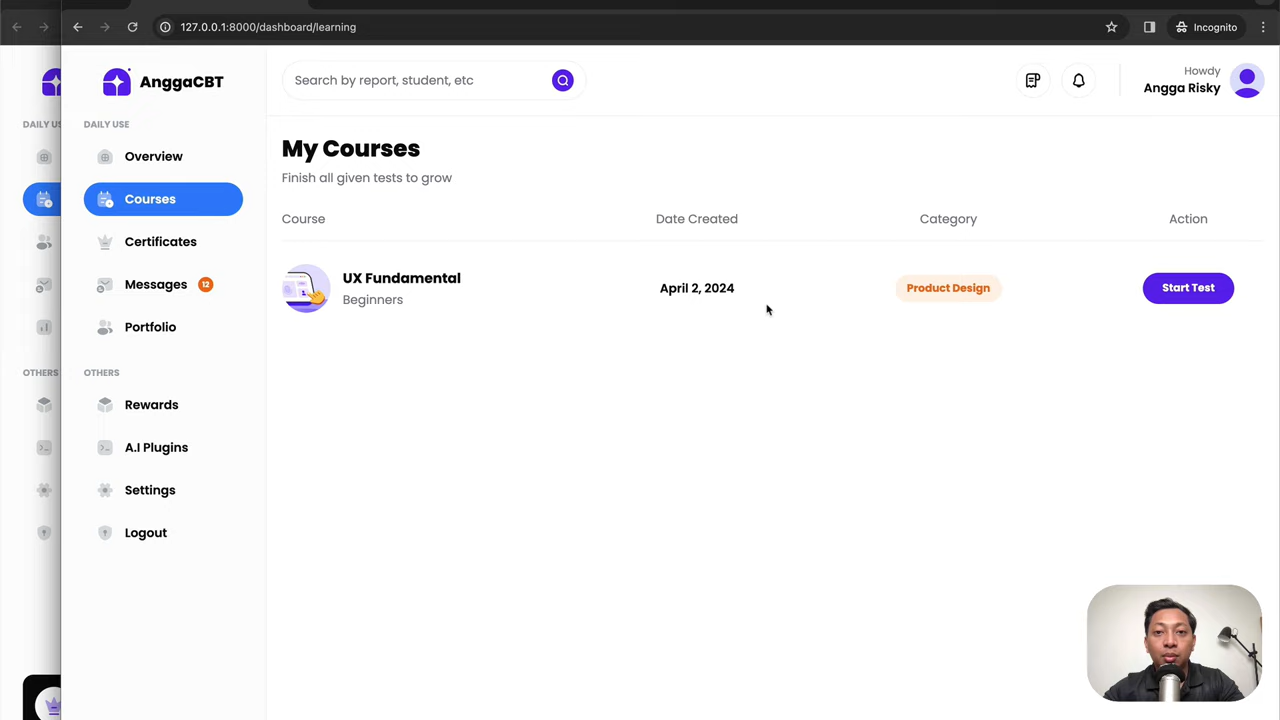 127.0.0.1:8000/dashboard/learning
Incognito
AnggaCBT
Search by report, student, etc
Howdy
Angga Risky
DAILY US
DAILY USE
Overview
Courses
Certificates
Messages 12
Portfolio
OTHERS
OTHERS
Rewards
A.I Plugins
Settings
Logout
My Courses
Finish all given tests to grow
Course Date Created Category Action
UX Fundamental
Beginners
April 2, 2024
Product Design
Start Test